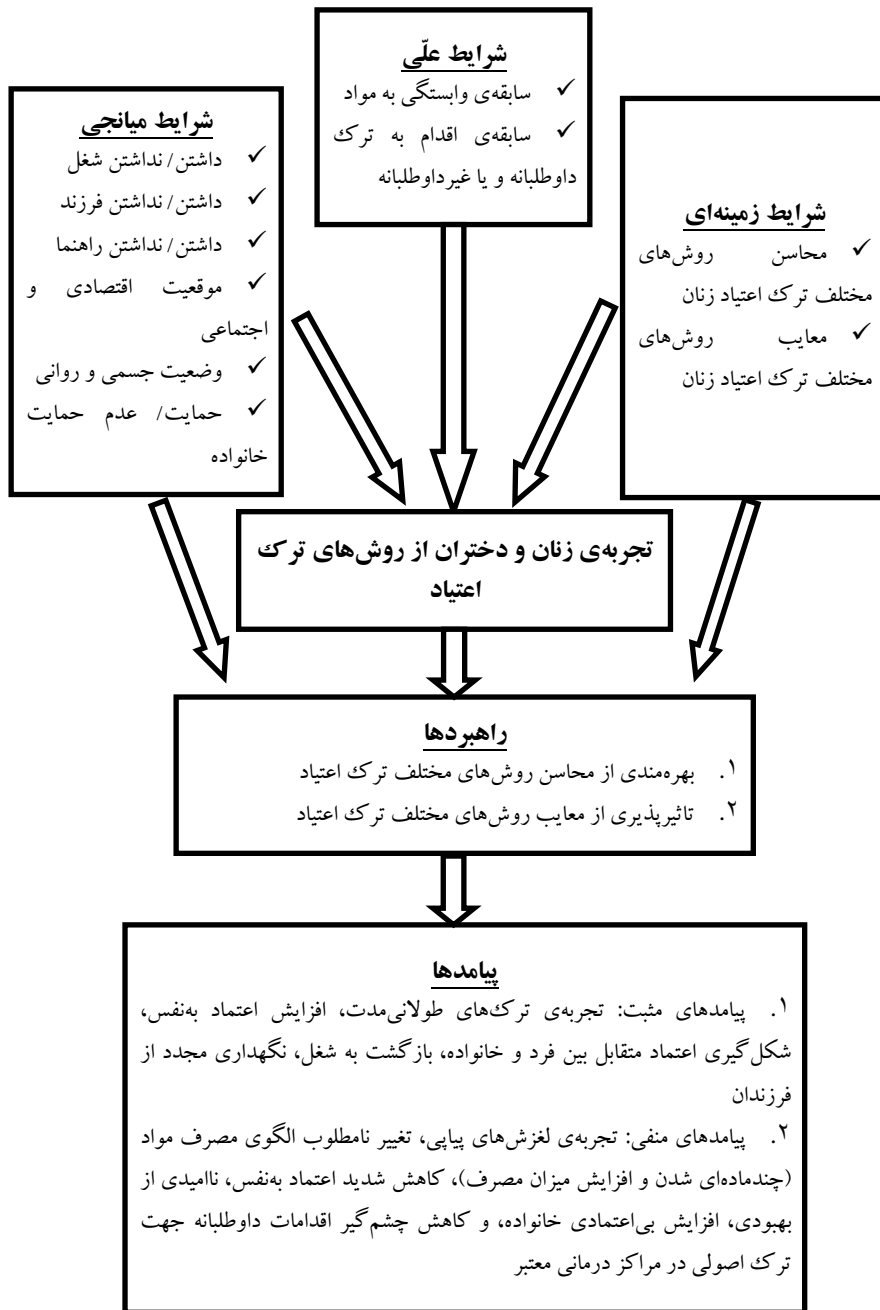 شرایط علّی
✓ سابقه‌ی وابستگی به مواد
✓ سابقه‌ی اقدام به ترک
داوطلبانه و یا غیرداوطلبانه
شرایط زمینه‌ای
✓ محاسن روش‌های
مختلف ترک اعتیاد زنان
✓ معایب روش‌های
مختلف ترک اعتیاد زنان
شرایط میانجی
✓ داشتن/ نداشتن شغل
✓ داشتن/ نداشتن فرزند
✓ داشتن/ نداشتن راهنما
✓ موقعیت اقتصادی و
اجتماعی
✓ وضعیت جسمی و روانی
✓ حمایت/ عدم حمایت
خانواده
تجربه‌ی زنان و دختران از روش‌های ترک
اعتیاد
راهبردها
۱. بهره‌مندی از محاسن روش‌های مختلف ترک اعتیاد
۲. تاثیرپذیری از معایب روش‌های مختلف ترک اعتیاد
پیامدها
۱. پیامدهای مثبت: تجربه‌ی ترک‌های طولانی‌مدت، افزایش اعتماد به‌نفس،
شکل‌گیری اعتماد متقابل بین فرد و خانواده، بازگشت به شغل، نگهداری مجدد از
فرزندان
۲. پیامدهای منفی: تجربه‌ی لغزش‌های پیاپی، تغییر نامطلوب الگوی مصرف مواد
(چندماده‌ای شدن و افزایش میزان مصرف)، کاهش شدید اعتماد به‌نفس، ناامیدی از
بهبودی، افزایش بی‌اعتمادی خانواده، و کاهش چشم‌گیر اقدامات داوطلبانه جهت
ترک اصولی در مراکز درمانی معتبر